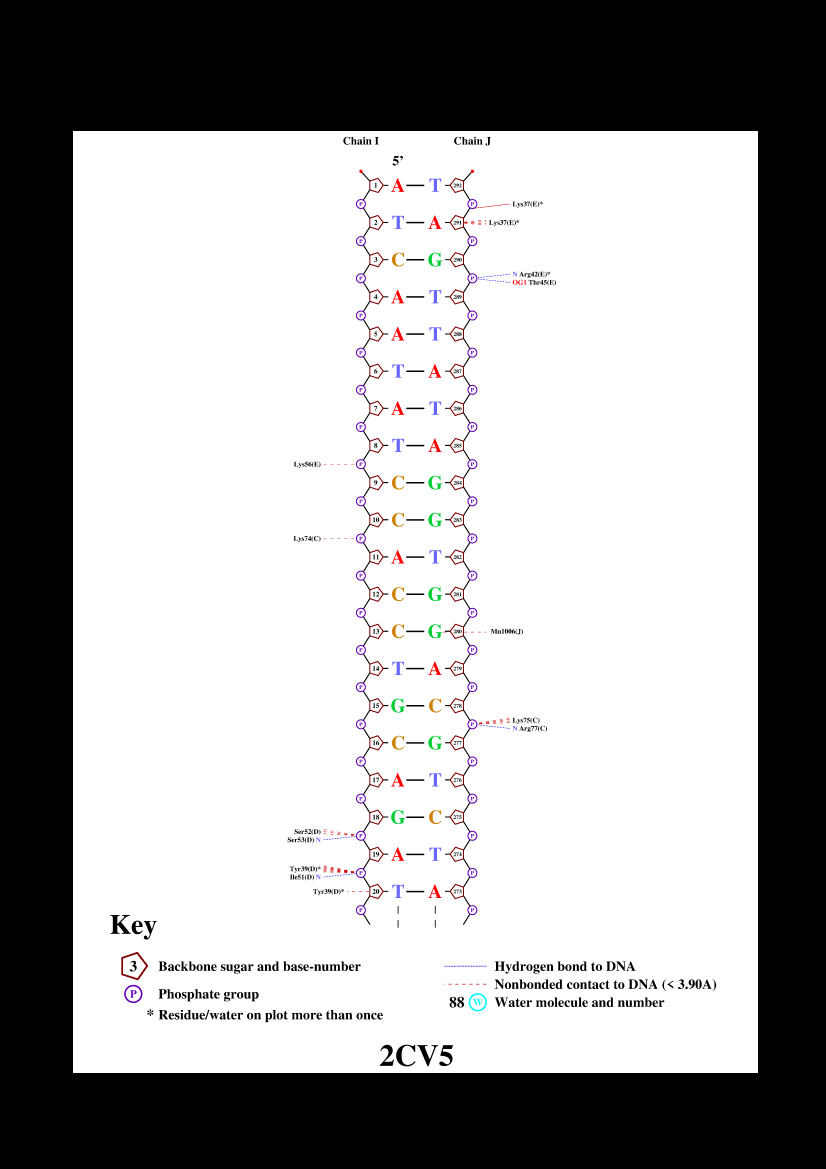 Chain I Chain J
5’
P
1 A T 292
P P Lys37(E)*
2 T A 291 Lys37(E)*
P P
3 C G 290
P P N Arg42(E)*
OG1 Thr45(E)
4 A T 289
P P
5 A T 288
P P
6 T A 287
P P
7 A T 286
P P
8 T A 285
Lys56(E) P P
9 C G 284
P P
10 C G 283
Lys74(C) P P
11 A T 282
P P
12 C G 281
P P
13 C G 280 Mn1006(J)
P P
14 T A 279
P P
15 G C 278
P P Lys75(C)
N Arg77(C)
16 C G 277
P P
17 A T 276
P P
18 G C 275
Ser52(D) P P
Ser53(D) N
19 A T 274
Tyr39(D)* P P
Ile51(D) N
Tyr39(D)* 20 T A 273
P P
Key
3 Backbone sugar and base-number
P Phosphate group
* Residue/water on plot more than once
Hydrogen bond to DNA
Nonbonded contact to DNA (< 3.90A)
88 W Water molecule and number
2CV5